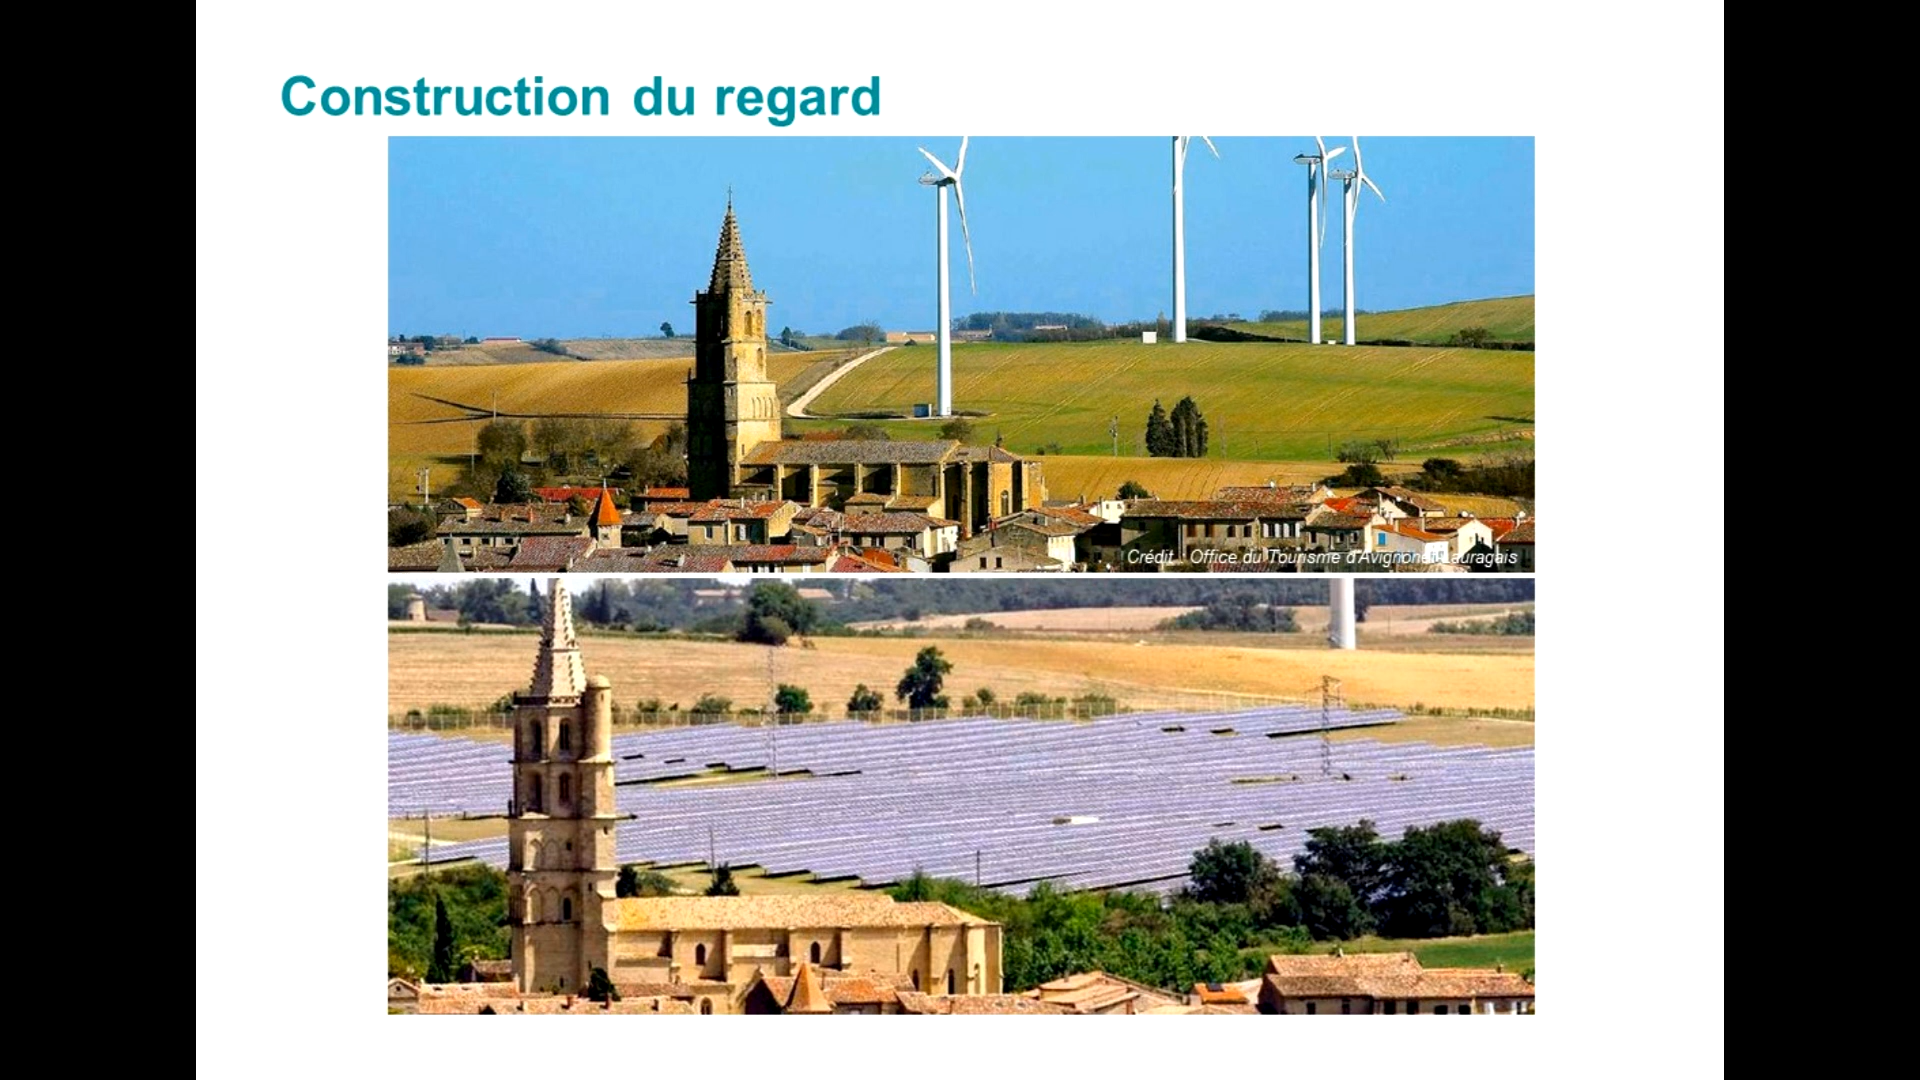 Construction du regard
Crédit : Office du Tourisme d'Avignonet-Lauragais